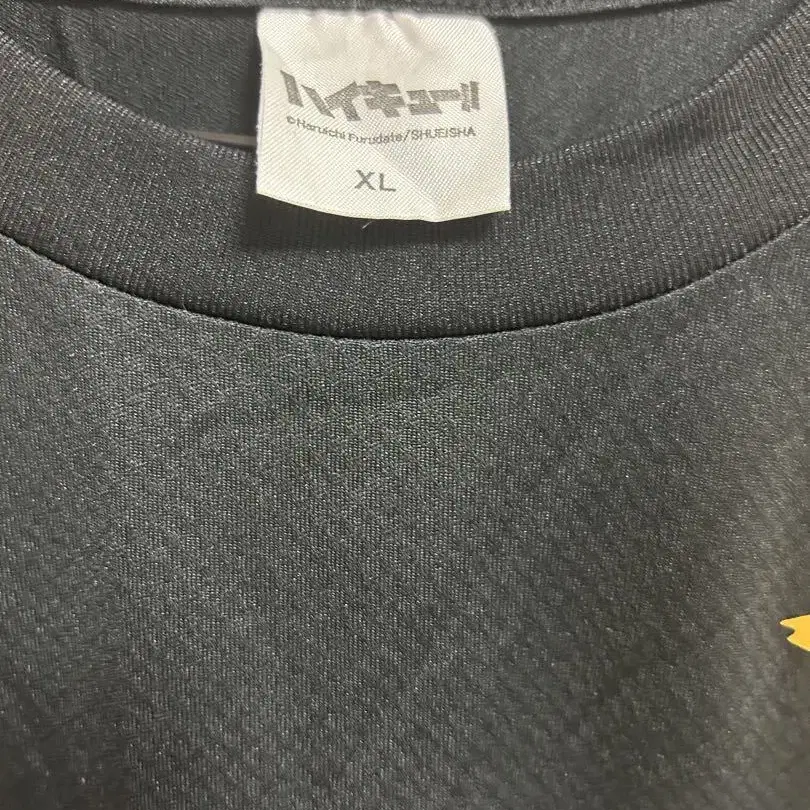 ハイキュー!!
©Haruichi Furudate/SHUEISHA
XL